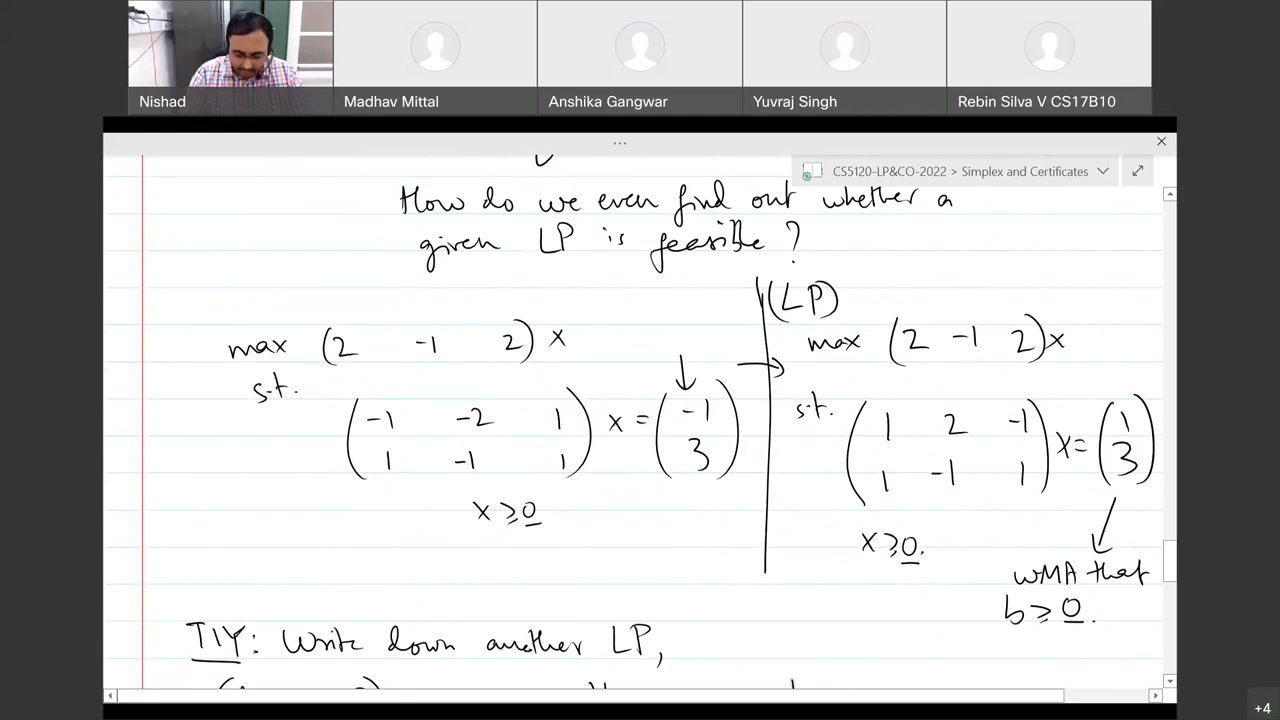 Nishad
Madhav Mittal
Anshika Gangwar
Yuvraj Singh
Rebin Silva V CS17B10
CS5120-LP&CO-2022 > Simplex and Certificates
How do we even find out whether a
given LP is feasible?
max (2 -1 2) x
s.t.
(-1 -2 1
1 -1 1) x = (-1
3)
x ≥ 0
(LP)
max (2 -1 2)x
s.t. (1 2 -1
1 -1 1) x = (1
3)
x ≥ 0.
WMA that
b ≥ 0.
TIY: Write down another LP,
+4